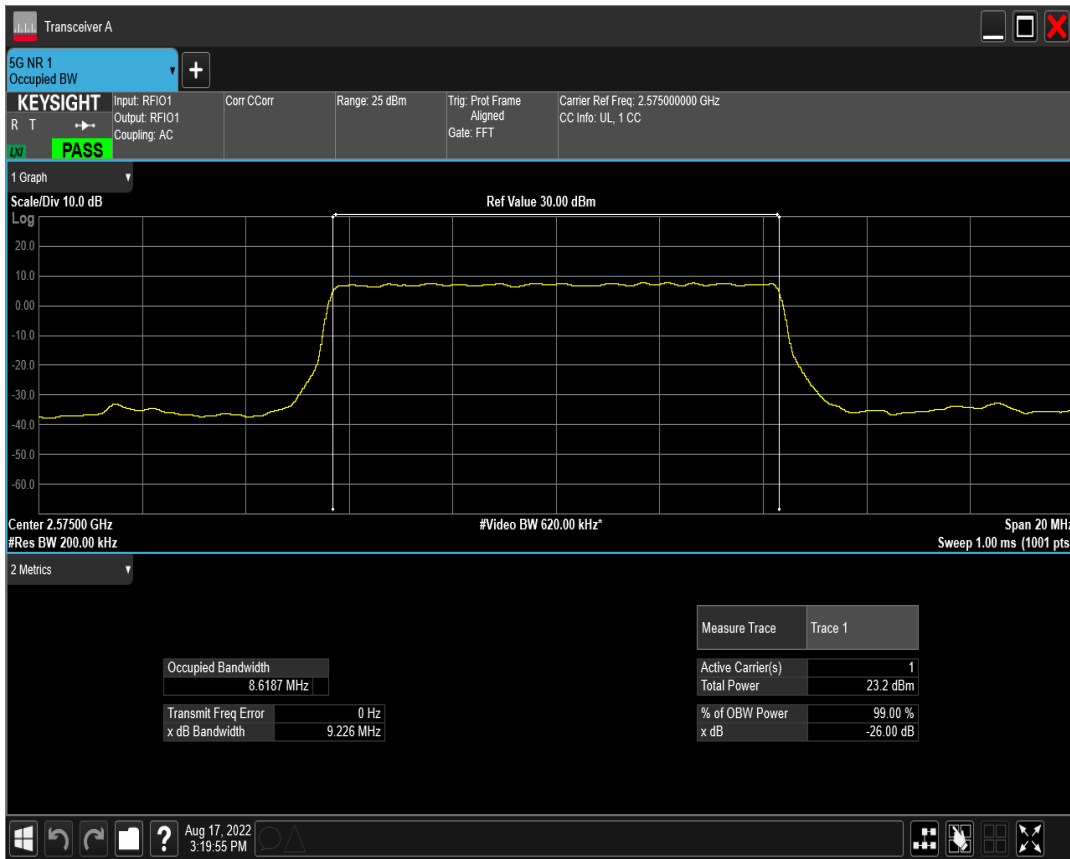 Transceiver A
5G NR 1
Occupied BW
+
KEYSIGHT
R T
LXI
PASS
Input: RFIO1
Output: RFIO1
Coupling: AC
Corr CCorr
Range: 25 dBm
Trig: Prot Frame
Aligned
Gate: FFT
Carrier Ref Freq: 2.575000000 GHz
CC Info: UL, 1 CC
1 Graph
Scale/Div 10.0 dB
Ref Value 30.00 dBm
Log
20.0
10.0
0.00
-10.0
-20.0
-30.0
-40.0
-60.0
Center 2.57500 GHz
#Video BW 620.00 kHz*
Span 20 MHz
#Res BW 200.00 kHz
Sweep 1.00 ms (1001 pts
2 Metrics
Measure Trace Trace 1
Occupied Bandwidth
8.6187 MHz
Active Carrier(s) 1
Total Power 23.2 dBm
Transmit Freq Error 0 Hz
x dB Bandwidth 9.226 MHz
% of OBW Power 99.00 %
x dB -26.00 dB
?
Aug 17, 2022
3:19:55 PM